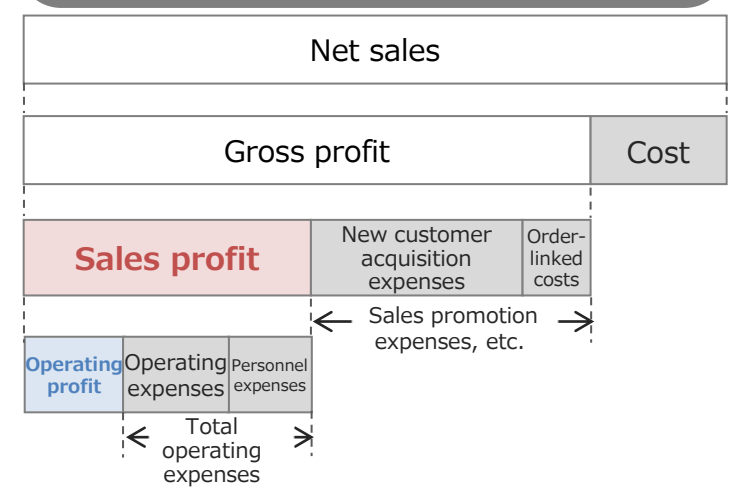 Net sales
Gross profit
Cost
Sales profit
New customer
acquisition
expenses
Order-
linked
costs
Sales promotion
expenses, etc.
Operating
profit
Operating
expenses
Personnel
expenses
Total
operating
expenses